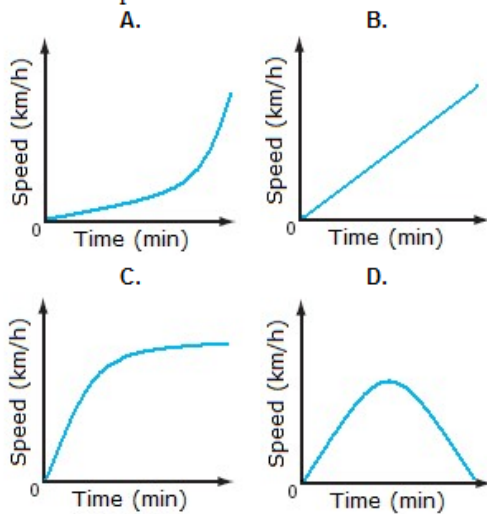 A.
B.
Speed (km/h)
0
Time (min)
Speed (km/h)
0
Time (min)
C.
D.
Speed (km/h)
0
Time (min)
Speed (km/h)
0
Time (min)